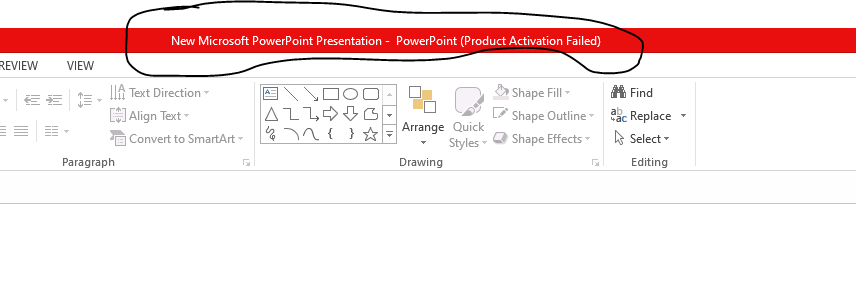 New Microsoft PowerPoint Presentation - PowerPoint (Product Activation Failed)
REVIEW VIEW
Text Direction
Align Text
Convert to SmartArt
Paragraph
Arrange
Quick Styles
Shape Fill
Shape Outline
Shape Effects
Drawing
Find
Replace
Select
Editing